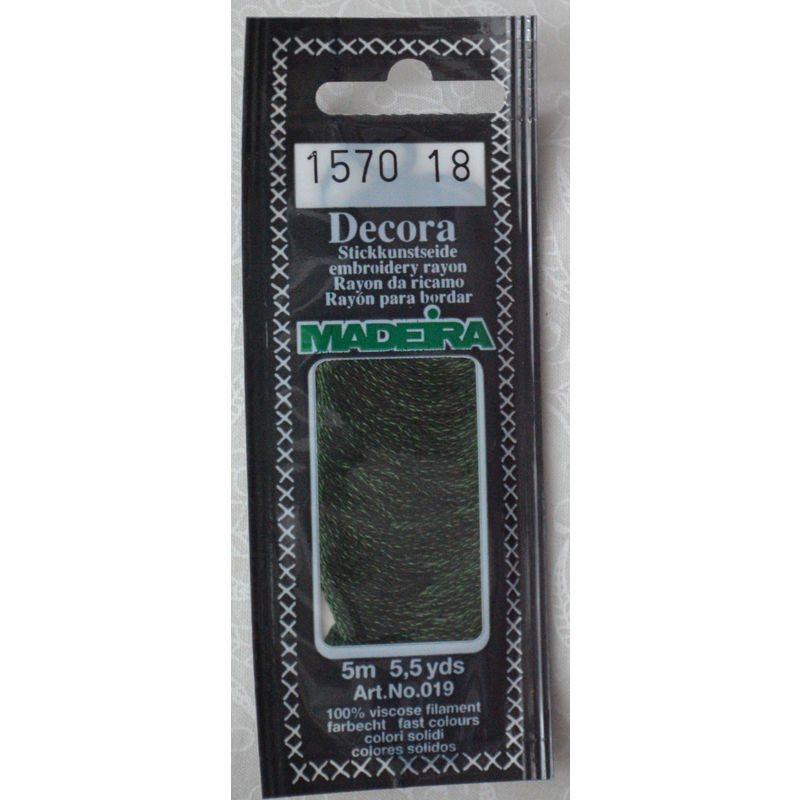 1570 18
Decora
Stickkunstseide
embroidery rayon
Rayon da ricamo
Rayón para bordar
MADEIRA
5m 5,5 yds
Art.No.019
100% viscose filament
farbecht fast colours
colori solidi
colores sólidos